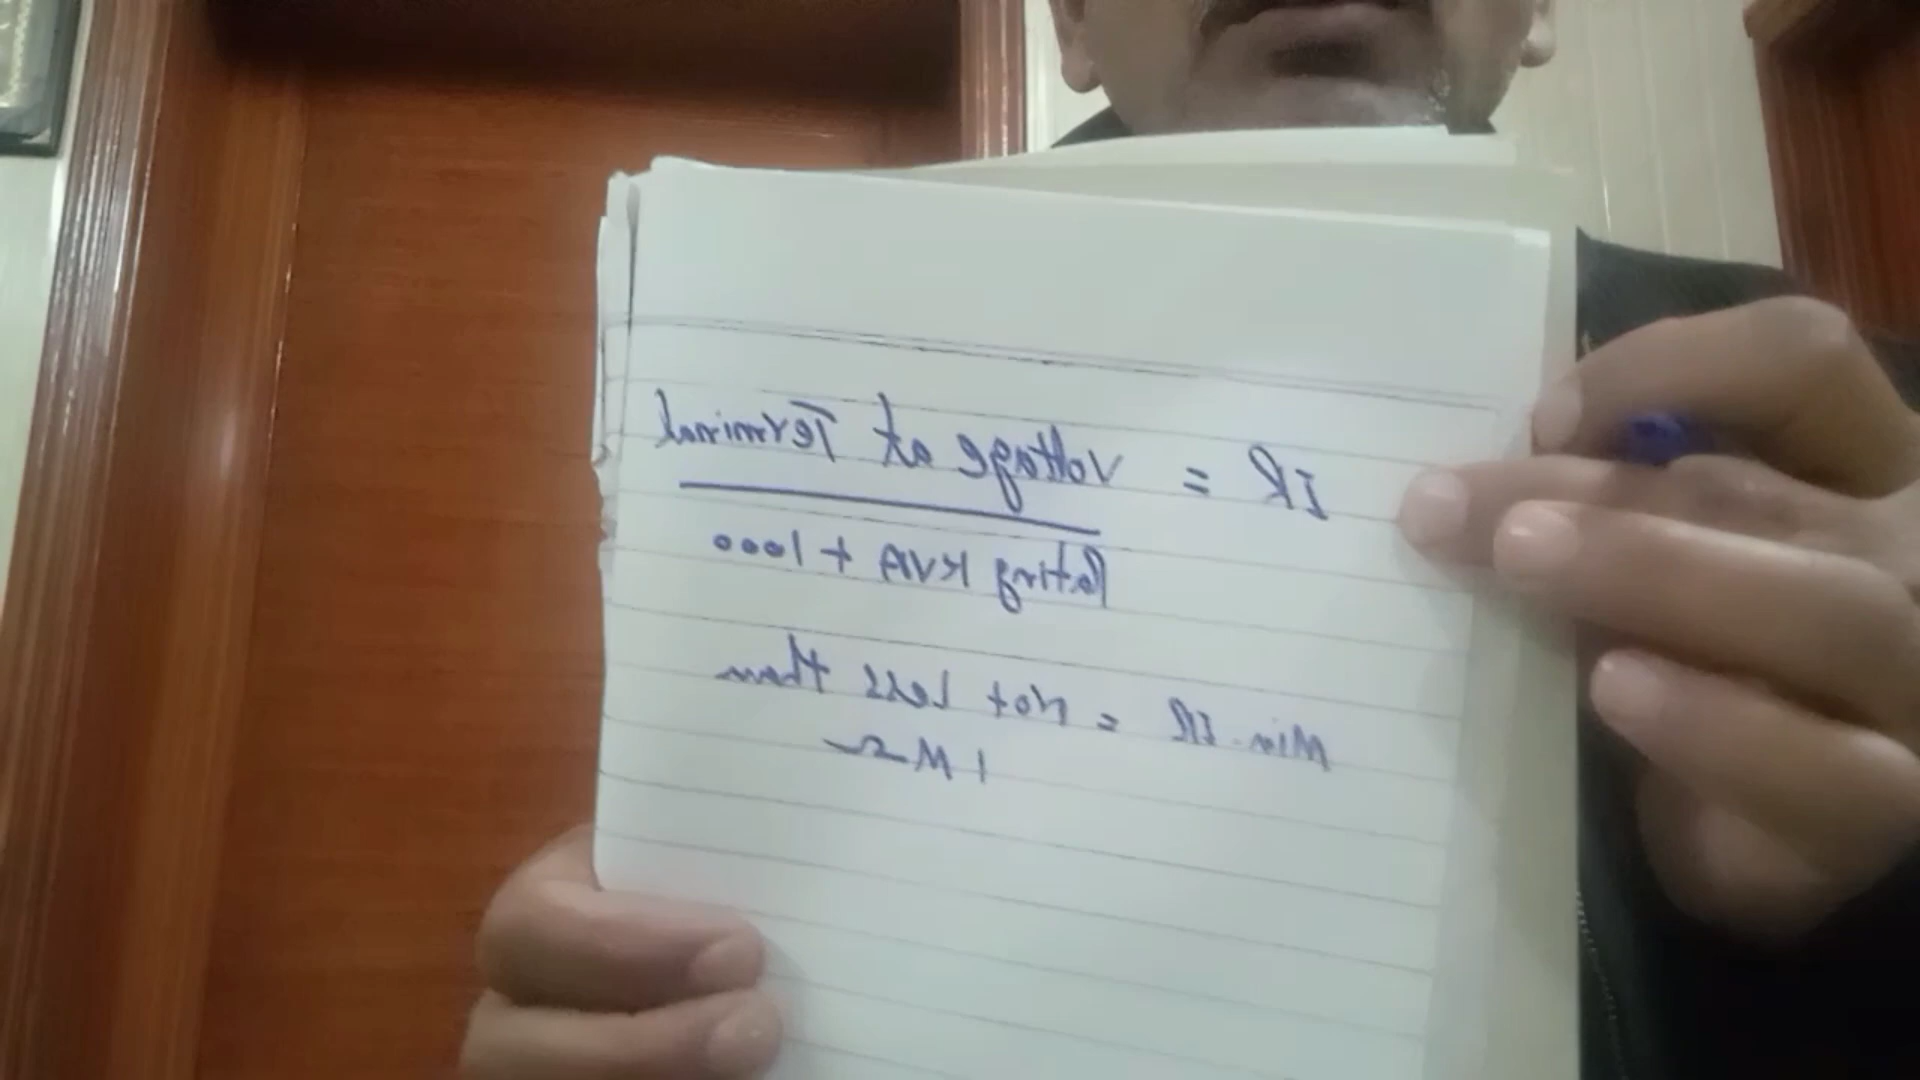 IR = Voltage at Terminal
Rating KVA + 1000
Min. IR = not less than
1 MΩ